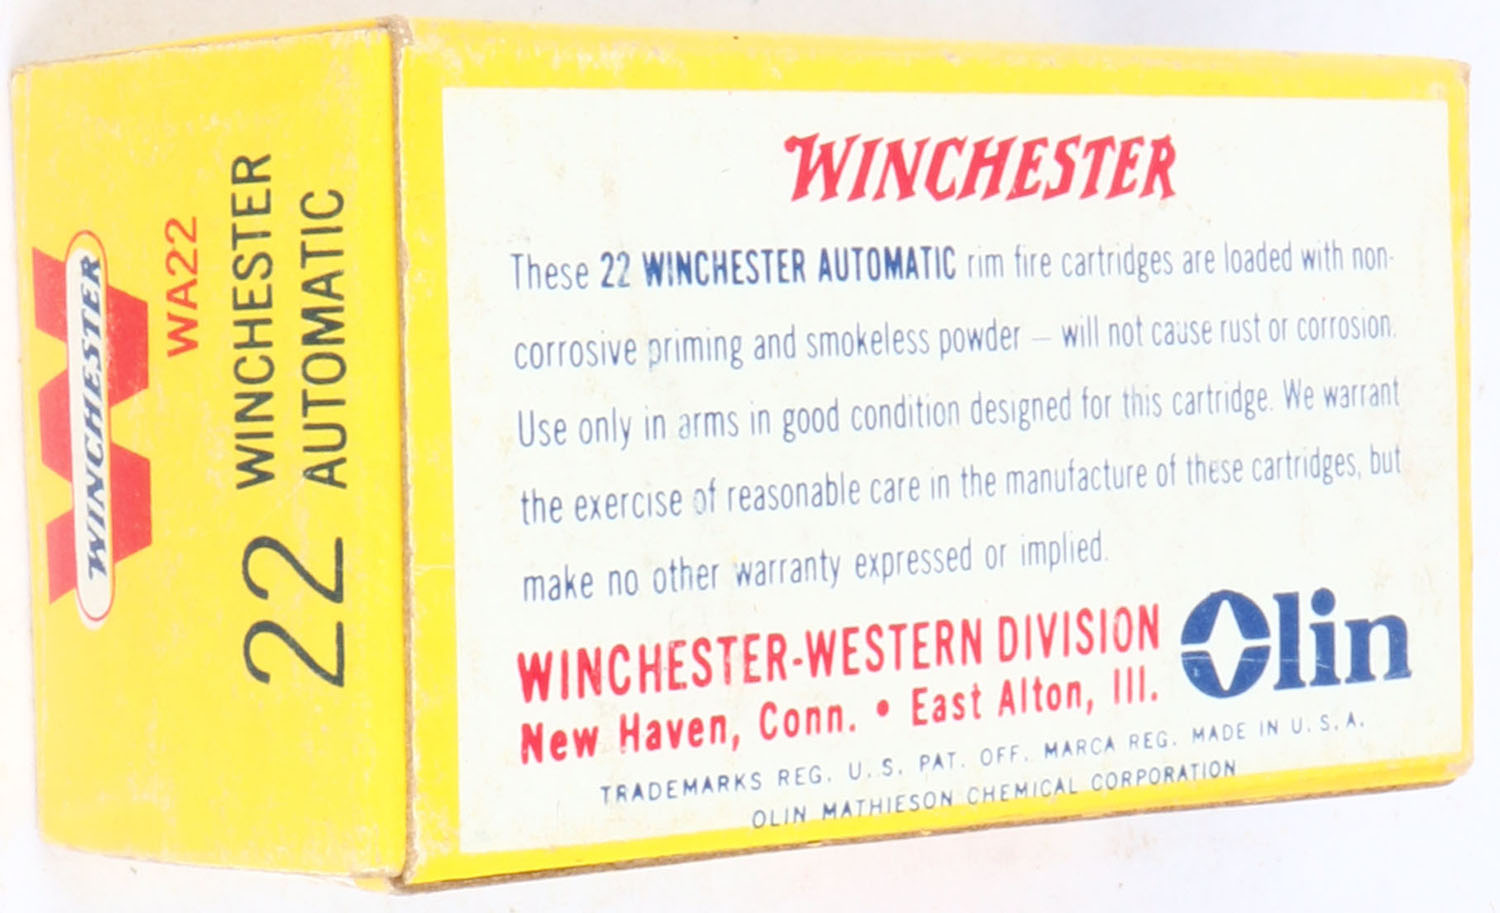 WINCHESTER
WA22
22 WINCHESTER
AUTOMATIC
WINCHESTER
These 22 WINCHESTER AUTOMATIC rim fire cartridges are loaded with non-
corrosive priming and smokeless powder – will not cause rust or corrosion.
Use only in arms in good condition designed for this cartridge. We warrant
the exercise of reasonable care in the manufacture of these cartridges, but
make no other warranty expressed or implied.
WINCHESTER-WESTERN DIVISION
New Haven, Conn. • East Alton, Ill.
Olin
TRADEMARKS REG. U.S. PAT. OFF. MARCA REG. MADE IN U.S.A.
OLIN MATHIESON CHEMICAL CORPORATION